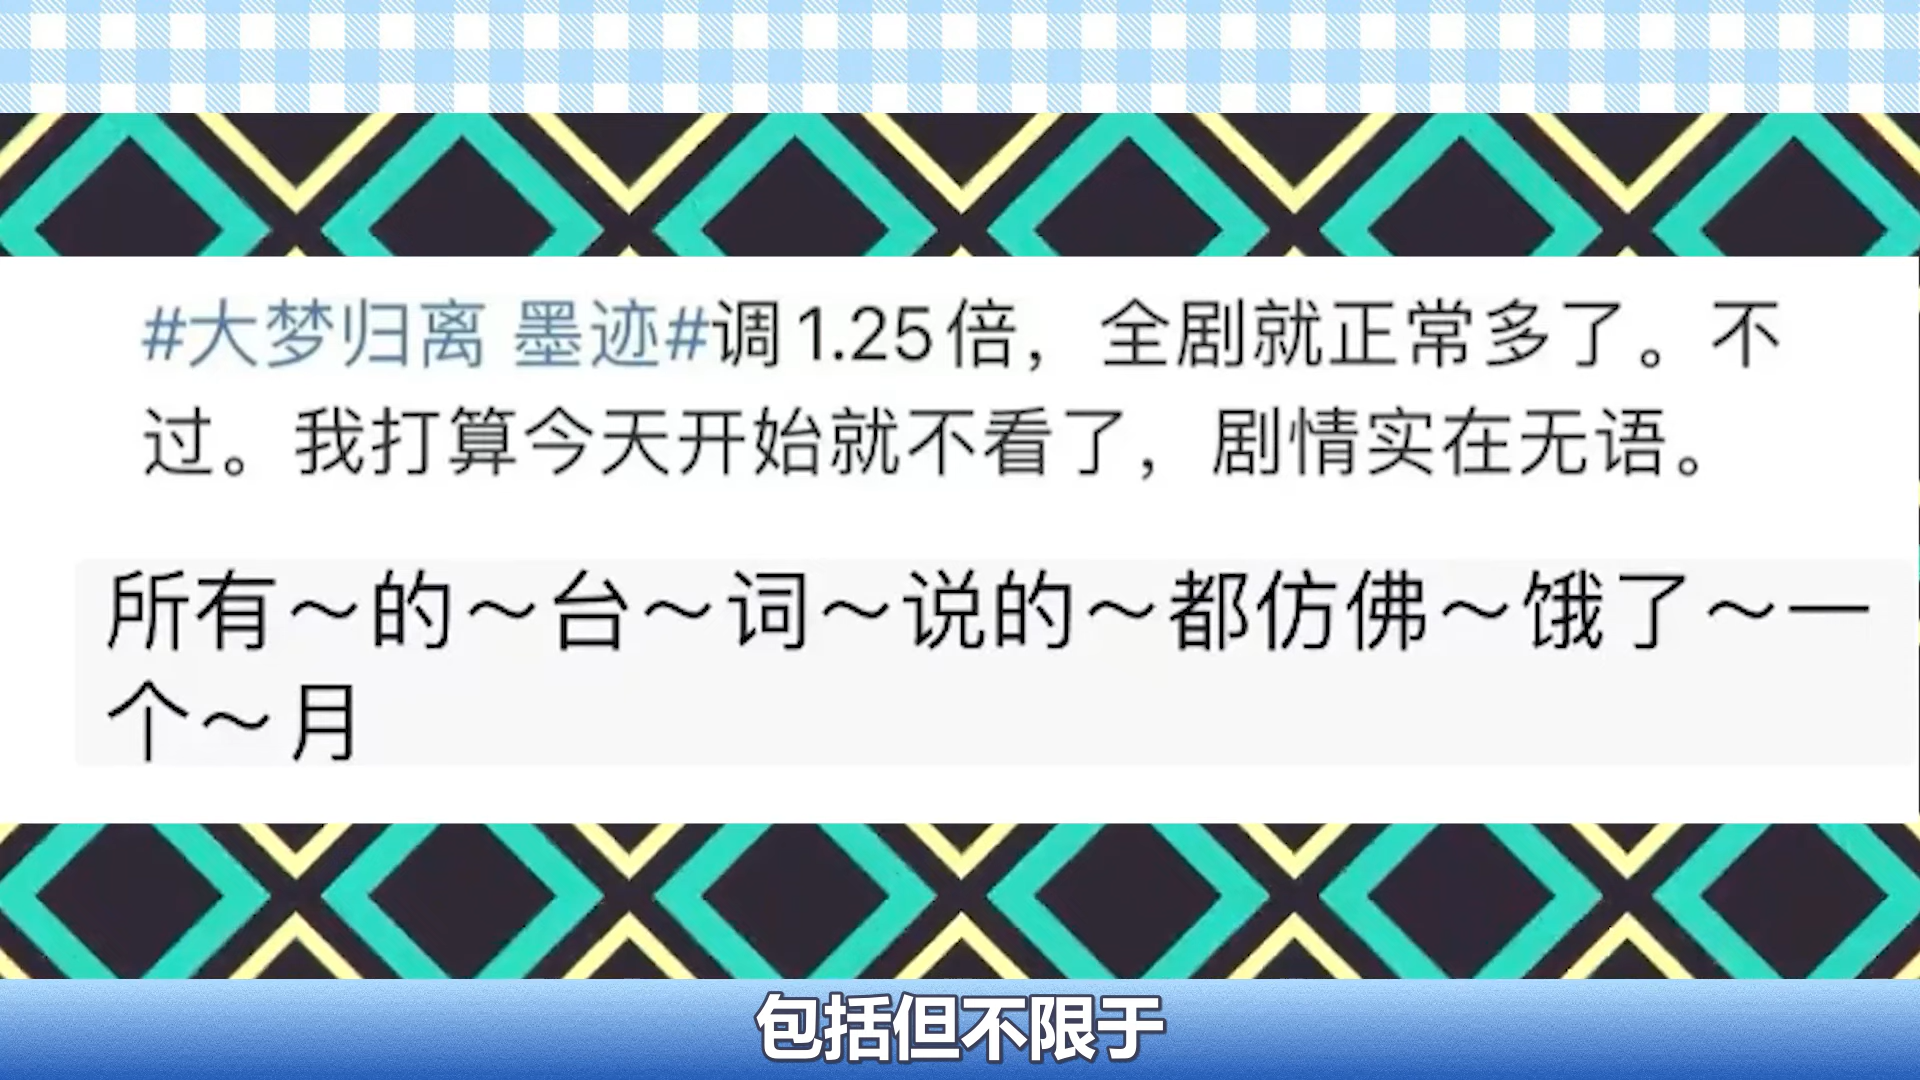 #大梦归离 墨迹#调1.25倍，全剧就正常多了。不
过。我打算今天开始就不看了，剧情实在无语。
所有～的～台～词～说的～都仿佛～饿了～一
个～月
包括但不限于